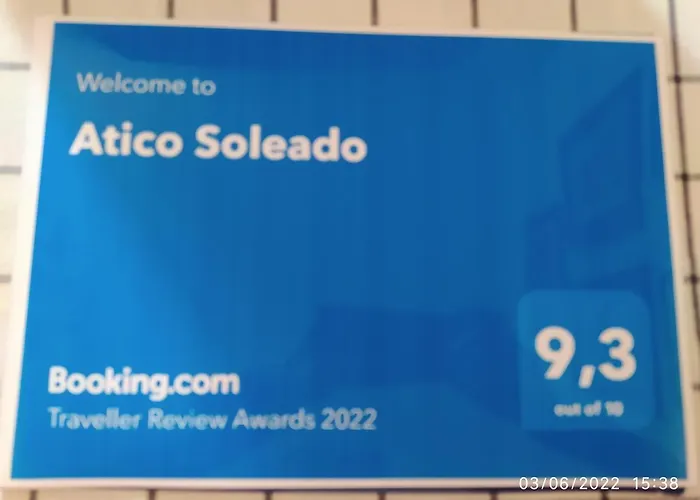 Welcome to
Atico Soleado
Booking.com
Traveller Review Awards 2022
9,3
out of 10
03/06/2022 15:38